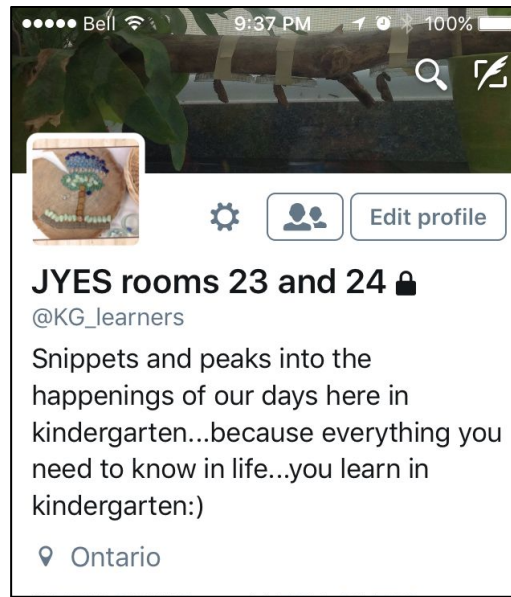 ●●●●● Bell 9:37 PM 100%
Edit profile
JYES rooms 23 and 24
@KG_learners
Snippets and peaks into the
happenings of our days here in
kindergarten...because everything you
need to know in life...you learn in
kindergarten:)
Ontario